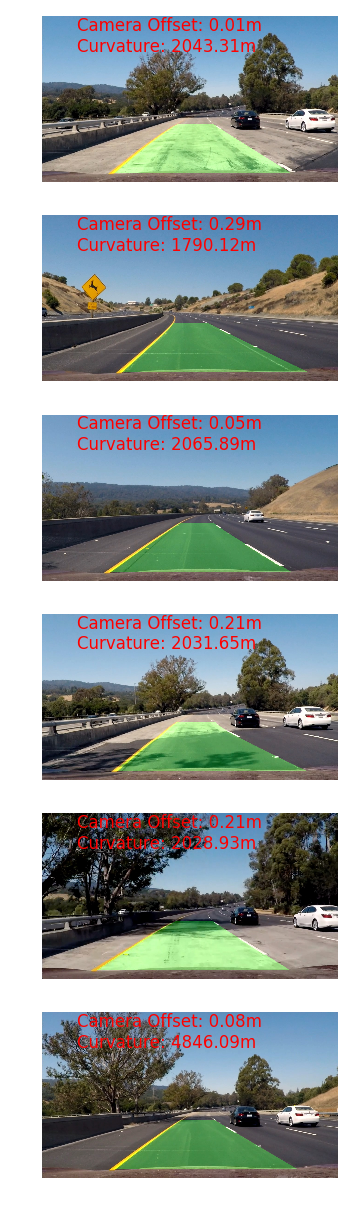 Camera Offset: 0.01m
Curvature: 2043.31m
Camera Offset: 0.29m
Curvature: 1790.12m
Camera Offset: 0.05m
Curvature: 2065.89m
Camera Offset: 0.21m
Curvature: 2031.65m
Camera Offset: 0.21m
Curvature: 2028.93m
Camera Offset: 0.08m
Curvature: 4846.09m